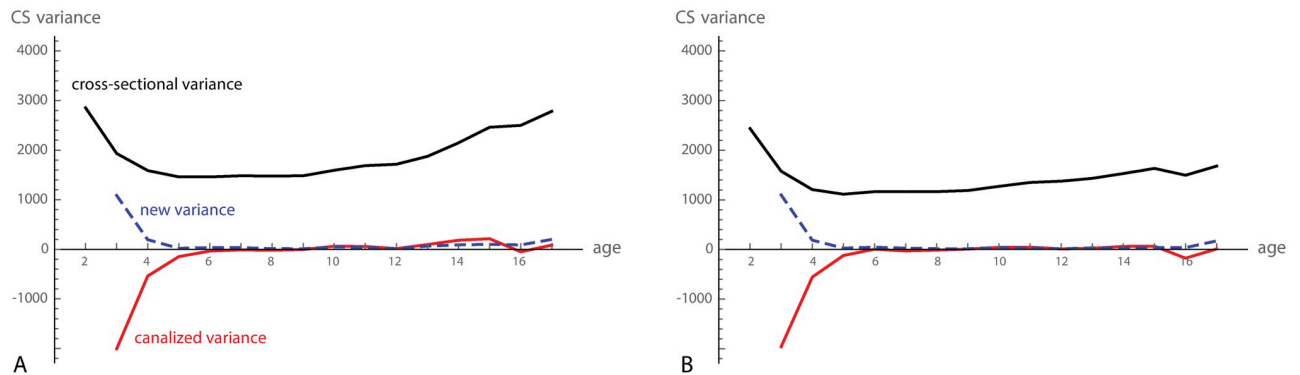 CS variance
4000
3000
2000
1000
0
-1000
cross-sectional variance
new variance
canalized variance
2 4 6 8 10 12 14 16
age
A
CS variance
4000
3000
2000
1000
0
-1000
2 4 6 8 10 12 14 16
age
B